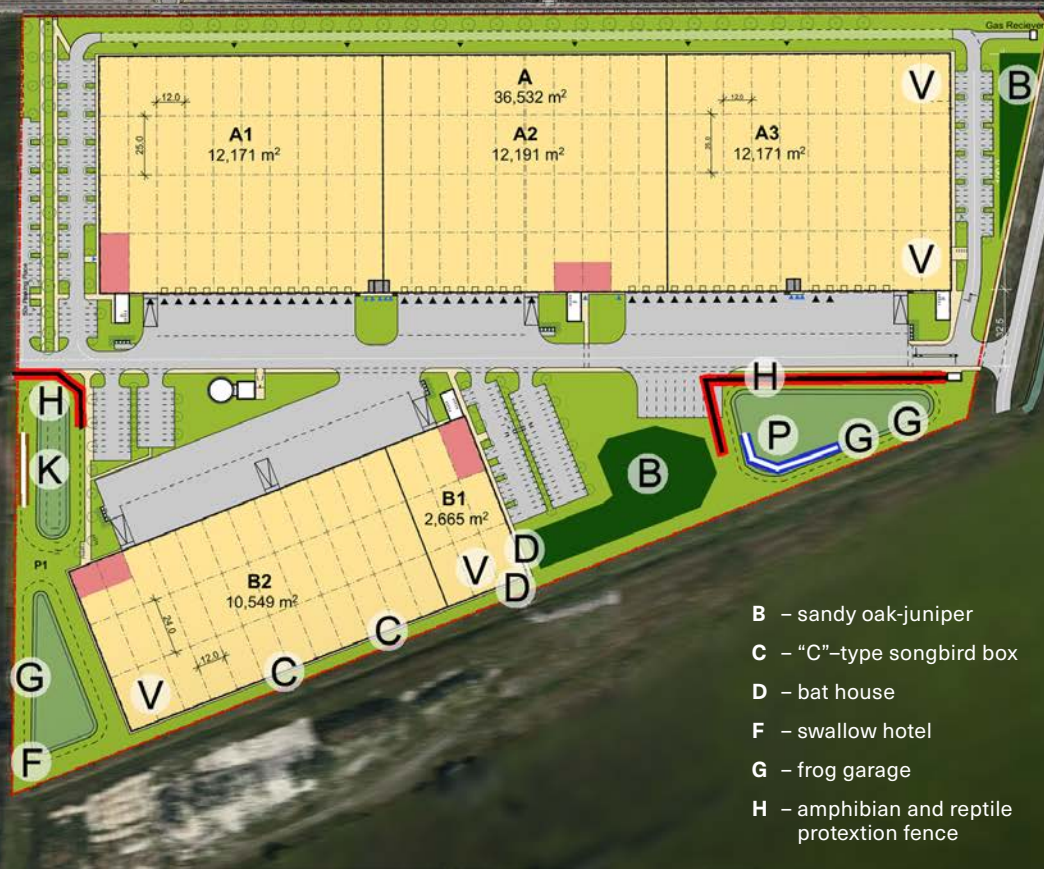 Gas Reciever
A
36,532 m²
V
B
12.0
12.0
A1
12,171 m²
A2
12,191 m²
A3
12,171 m²
25.0
V
32.5
H
H
K
P
G
G
B
B1
2,665 m²
P1
D
V
D
B2
10,549 m²
24.0
12.0
C
C
G
V
F
B – sandy oak-juniper
C – “C”–type songbird box
D – bat house
F – swallow hotel
G – frog garage
H – amphibian and reptile
protextion fence